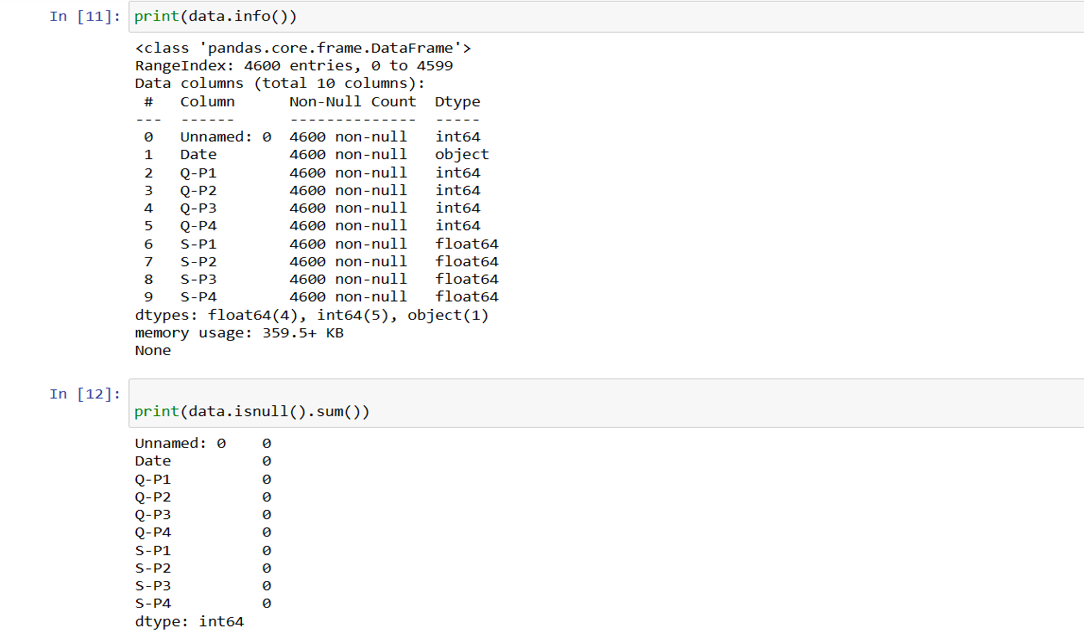 In [11]: print(data.info())
<class 'pandas.core.frame.DataFrame'>
RangeIndex: 4600 entries, 0 to 4599
Data columns (total 10 columns):
 #   Column      Non-Null Count  Dtype
---  ------      --------------  -----
 0   Unnamed: 0  4600 non-null   int64
 1   Date        4600 non-null   object
 2   Q-P1        4600 non-null   int64
 3   Q-P2        4600 non-null   int64
 4   Q-P3        4600 non-null   int64
 5   Q-P4        4600 non-null   int64
 6   S-P1        4600 non-null   float64
 7   S-P2        4600 non-null   float64
 8   S-P3        4600 non-null   float64
 9   S-P4        4600 non-null   float64
dtypes: float64(4), int64(5), object(1)
memory usage: 359.5+ KB
None
In [12]:
print(data.isnull().sum())
Unnamed: 0    0
Date          0
Q-P1          0
Q-P2          0
Q-P3          0
Q-P4          0
S-P1          0
S-P2          0
S-P3          0
S-P4          0
dtype: int64